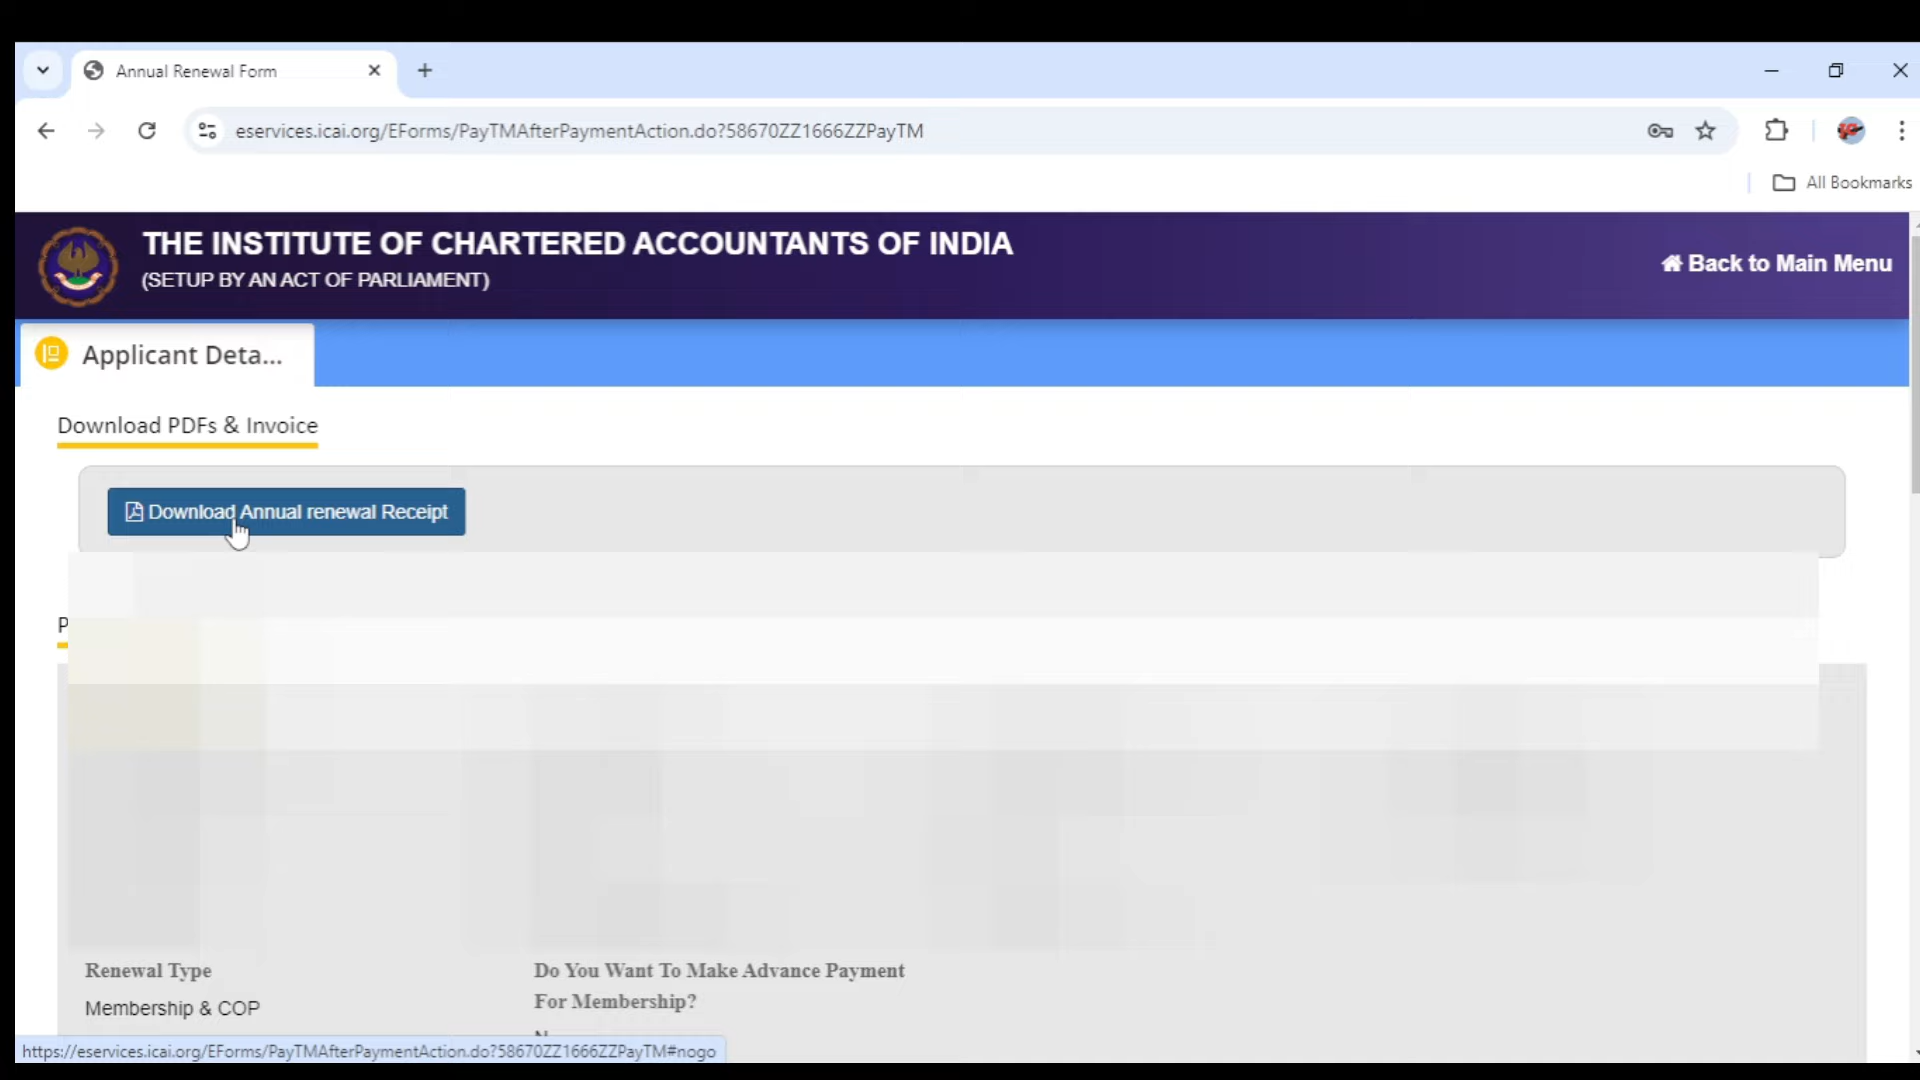 Annual Renewal Form
eservices.icai.org/EForms/PayTMAfterPaymentAction.do?58670ZZ1666ZZPayTM
All Bookmarks
THE INSTITUTE OF CHARTERED ACCOUNTANTS OF INDIA
(SETUP BY AN ACT OF PARLIAMENT)
Back to Main Menu
Applicant Deta...
Download PDFs & Invoice
Download Annual renewal Receipt
P
Renewal Type
Do You Want To Make Advance Payment
For Membership?
Membership & COP
https://eservices.icai.org/EForms/PayTMAfterPaymentAction.do?58670ZZ1666ZZPayTM#nogo